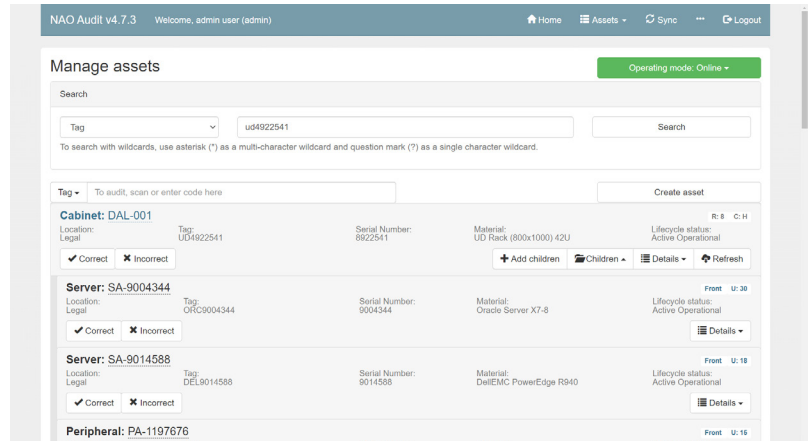 NAO Audit v4.7.3 Welcome, admin user (admin) Home Assets Sync ··· Logout
Manage assets Operating mode: Online
Search
Tag ud4922541 Search
To search with wildcards, use asterisk (*) as a multi-character wildcard and question mark (?) as a single character wildcard.
Tag To audit, scan or enter code here Create asset
Cabinet: DAL-001 R: 8 C: H
Location: Tag: Serial Number: Material: Lifecycle status:
Legal UD4922541 8922541 UD Rack (800x1000) 42U Active Operational
Correct Incorrect Add children Children Details Refresh
Server: SA-9004344 Front U: 30
Location: Tag: Serial Number: Material: Lifecycle status:
Legal ORC9004344 9004344 Oracle Server X7-8 Active Operational
Correct Incorrect Details
Server: SA-9014588 Front U: 18
Location: Tag: Serial Number: Material: Lifecycle status:
Legal DEL9014588 9014588 DellEMC PowerEdge R940 Active Operational
Correct Incorrect Details
Peripheral: PA-1197676 Front U: 16